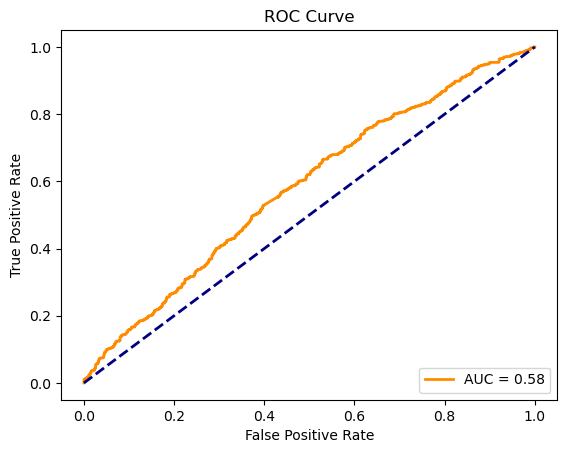 ROC Curve
True Positive Rate
1.0
0.8
0.6
0.4
0.2
0.0
AUC = 0.58
0.0 0.2 0.4 0.6 0.8 1.0
False Positive Rate